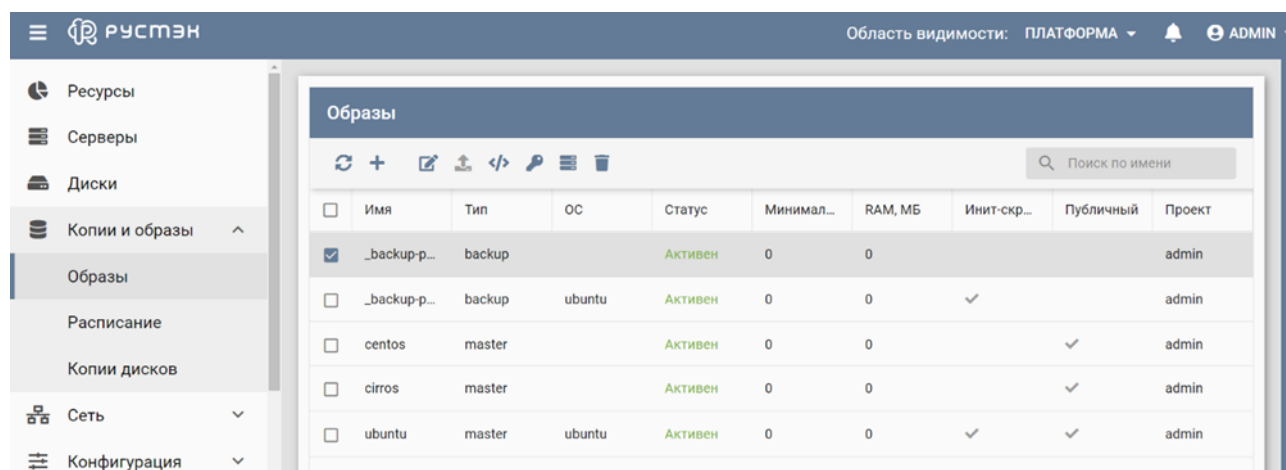 РУСТЭК Область видимости: ПЛАТФОРМА ADMIN
Ресурсы
Серверы
Диски
Копии и образы
Образы
Расписание
Копии дисков
Сеть
Конфигурация
Образы
Поиск по имени
Имя Тип ОС Статус Минимал... RAM, МБ Инит-скр... Публичный Проект
_backup-p... backup Активен 0 0 admin
_backup-p... backup ubuntu Активен 0 0 admin
centos master Активен 0 0 admin
cirros master Активен 0 0 admin
ubuntu master ubuntu Активен 0 0 admin